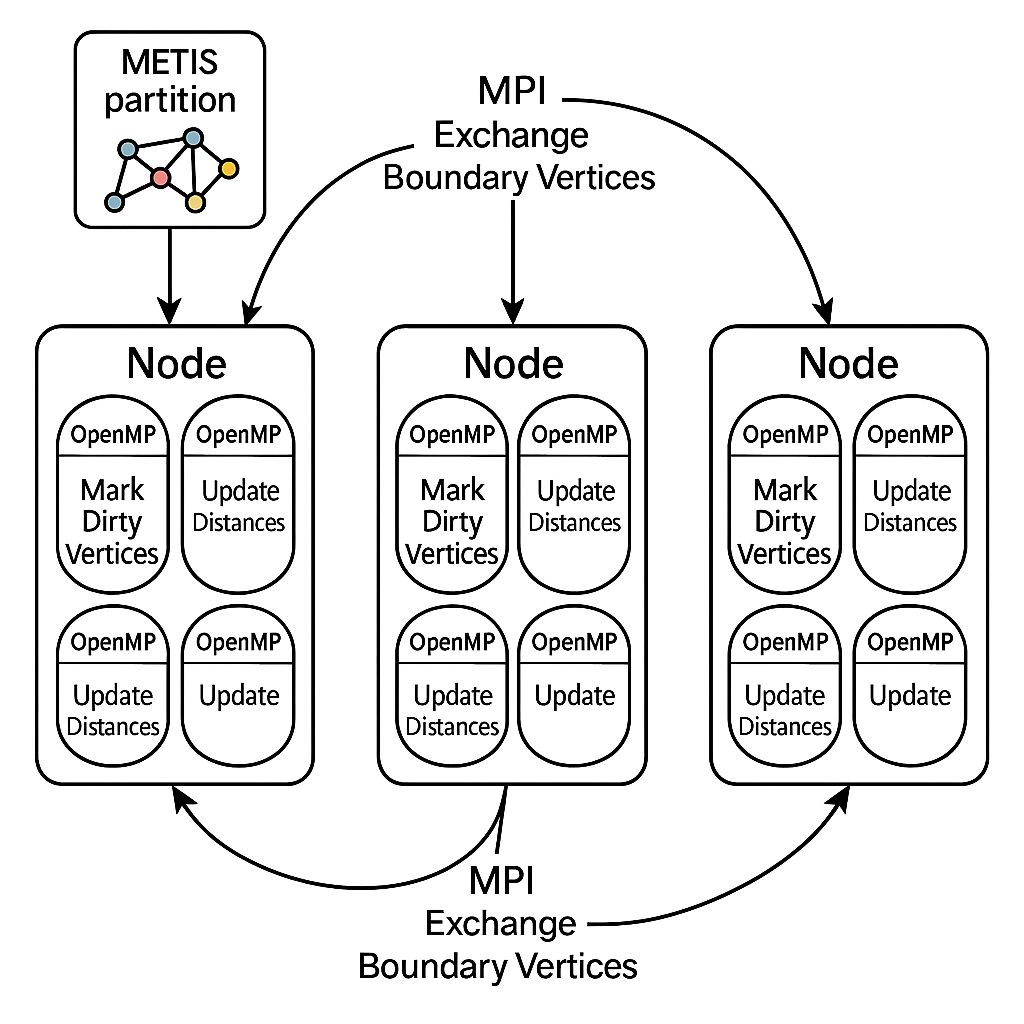 METIS
partition
MPI
Exchange
Boundary Vertices
Node
OpenMP
Mark
Dirty
Vertices
OpenMP
Update
Distances
OpenMP
Update
Distances
OpenMP
Update
Node
OpenMP
Mark
Dirty
Vertices
OpenMP
Update
Distances
OpenMP
Update
Distances
OpenMP
Update
Node
OpenMP
Mark
Dirty
Vertices
OpenMP
Update
Distances
OpenMP
Update
Distances
OpenMP
Update
MPI
Exchange
Boundary Vertices